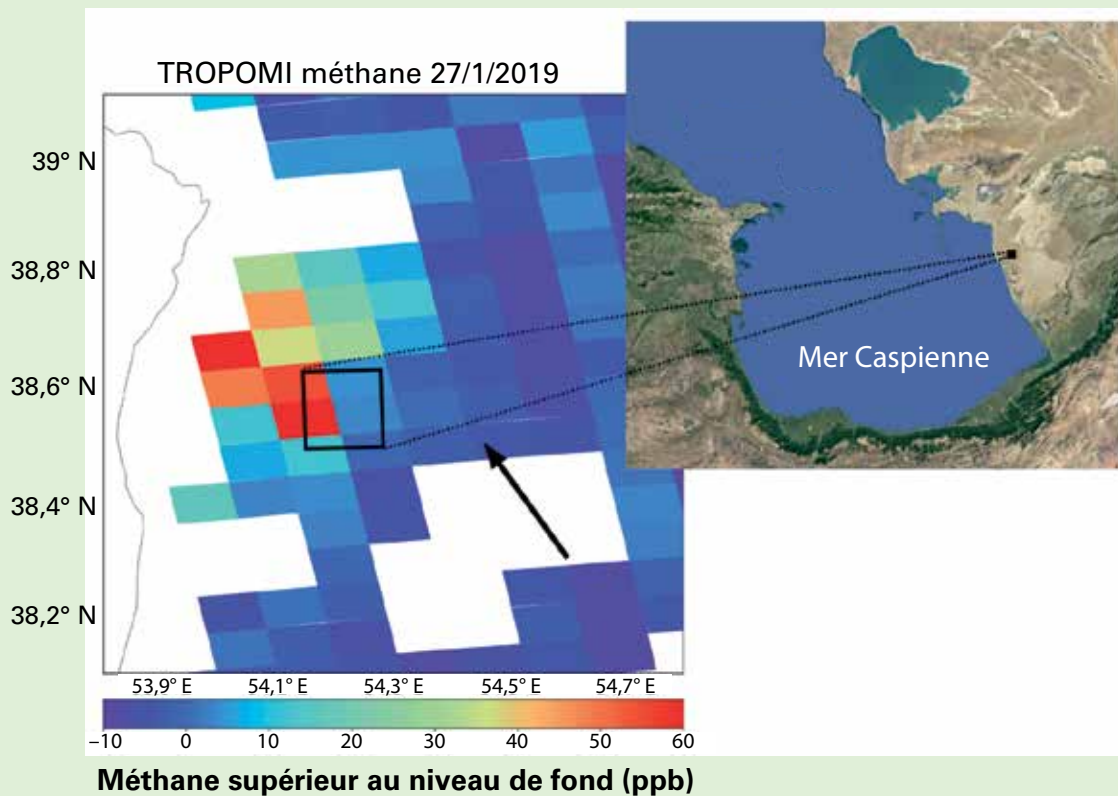 TROPOMI méthane 27/1/2019
39° N
38,8° N
38,6° N
38,4° N
38,2° N
Mer Caspienne
53,9° E 54,1° E 54,3° E 54,5° E 54,7° E
−10 0 10 20 30 40 50 60
Méthane supérieur au niveau de fond (ppb)